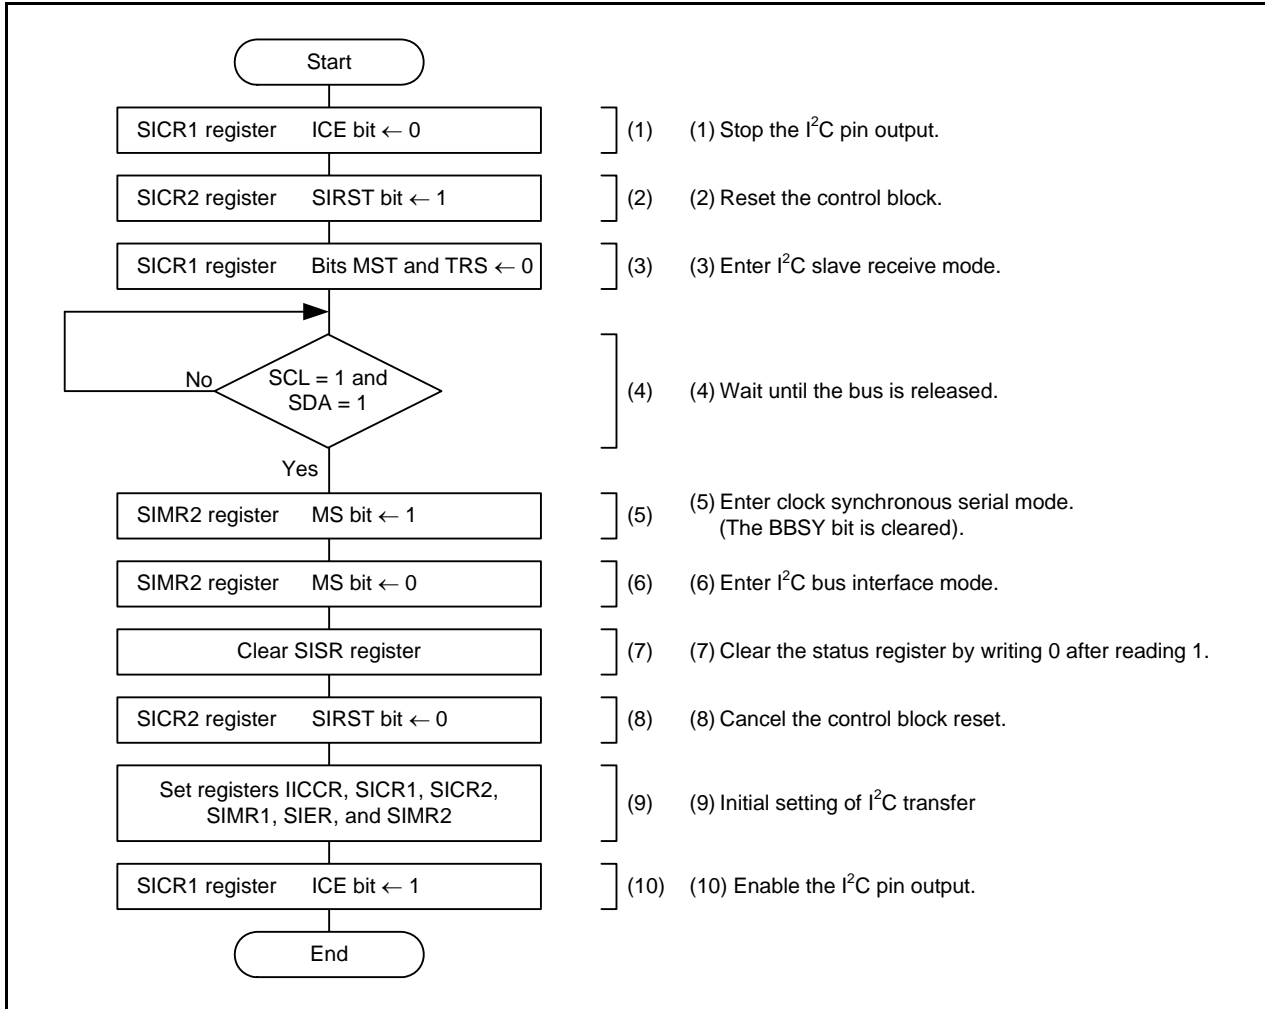 Start
SICR1 register ICE bit ← 0
(1) (1) Stop the I²C pin output.
SICR2 register SIRST bit ← 1
(2) (2) Reset the control block.
SICR1 register Bits MST and TRS ← 0
(3) (3) Enter I²C slave receive mode.
No
SCL = 1 and
SDA = 1
(4) (4) Wait until the bus is released.
Yes
SIMR2 register MS bit ← 1
(5) (5) Enter clock synchronous serial mode.
(The BBSY bit is cleared).
SIMR2 register MS bit ← 0
(6) (6) Enter I²C bus interface mode.
Clear SISR register
(7) (7) Clear the status register by writing 0 after reading 1.
SICR2 register SIRST bit ← 0
(8) (8) Cancel the control block reset.
Set registers IICCR, SICR1, SICR2,
SIMR1, SIER, and SIMR2
(9) (9) Initial setting of I²C transfer
SICR1 register ICE bit ← 1
(10) (10) Enable the I²C pin output.
End